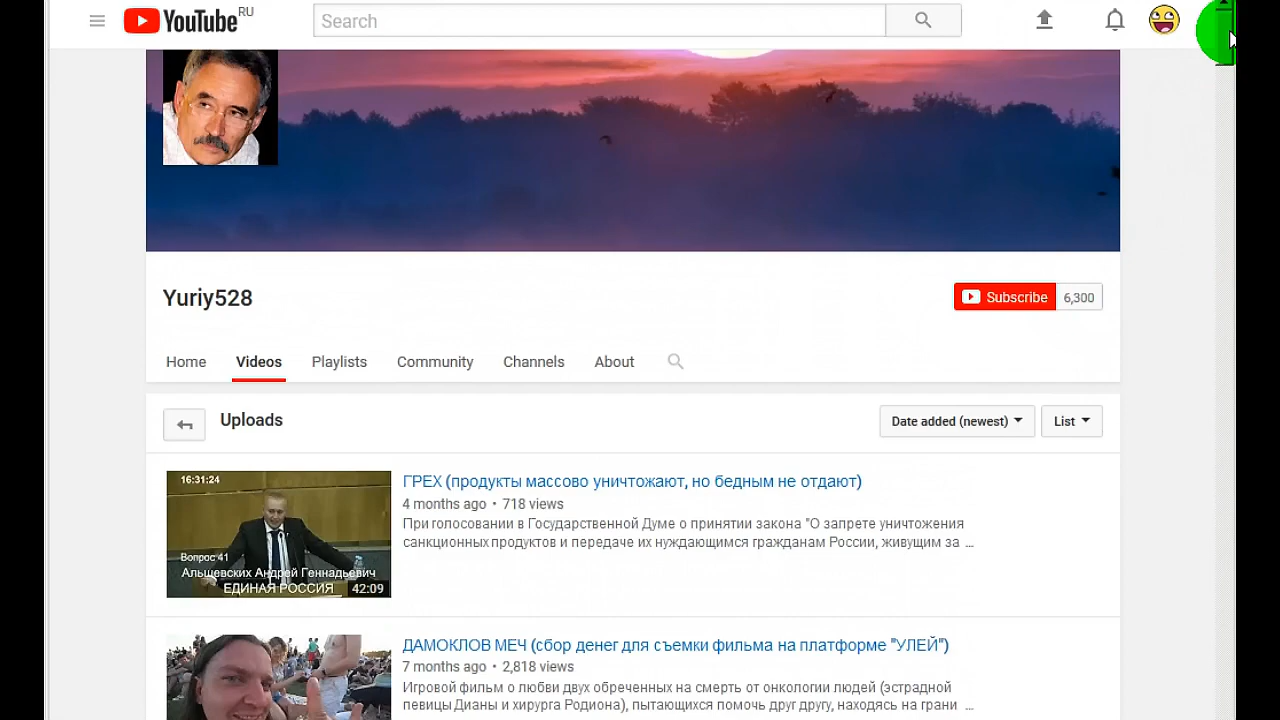 YouTube RU
Search
Yuriy528
Subscribe 6,300
Home Videos Playlists Community Channels About
Uploads
Date added (newest) List
16:31:24
Вопрос 41
Альщевских Андрей Геннадьевич
ЕДИНАЯ РОССИЯ
42:09
ГРЕХ (продукты массово уничтожают, но бедным не отдают)
4 months ago • 718 views
При голосовании в Государственной Думе о принятии закона "О запрете уничтожения
санкционных продуктов и передаче их нуждающимся гражданам России, живущим за ...
ДАМОКЛОВ МЕЧ (сбор денег для съемки фильма на платформе "УЛЕЙ")
7 months ago • 2,818 views
Игровой фильм о любви двух обреченных на смерть от онкологии людей (эстрадной
певицы Дианы и хирурга Родиона), пытающихся помочь друг другу, находясь на грани ...